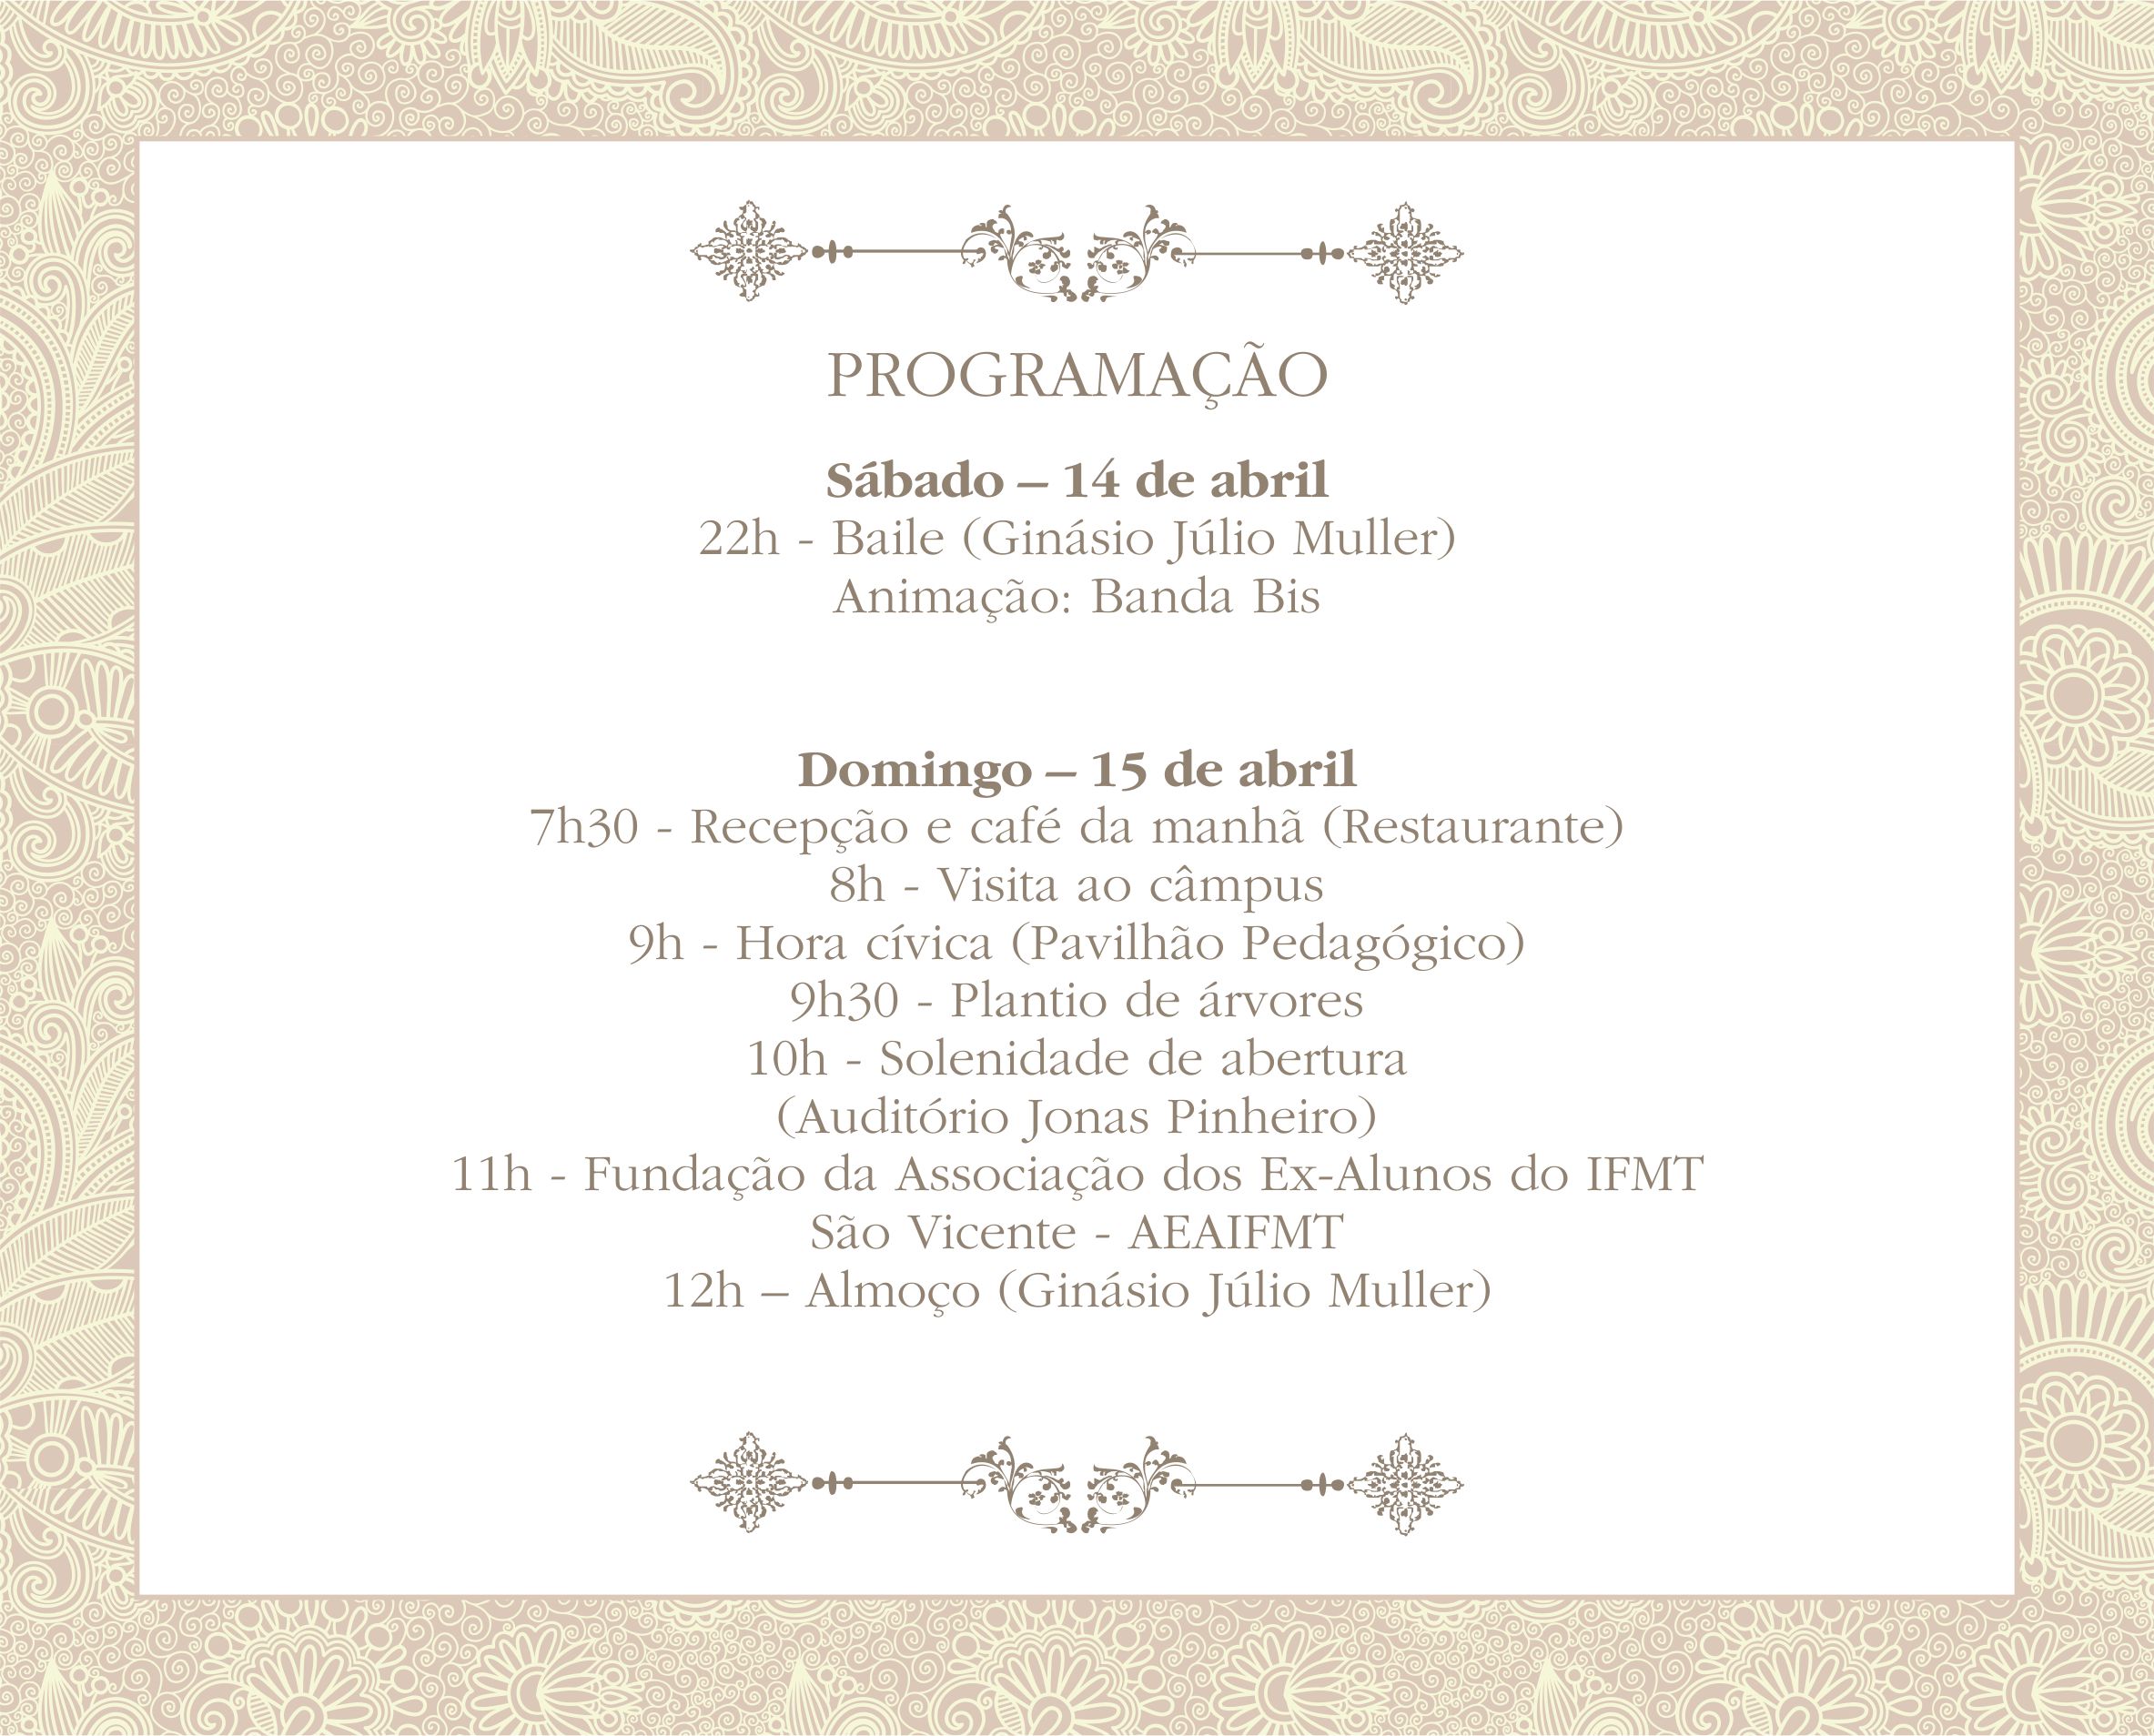 PROGRAMAÇÃO
Sábado – 14 de abril
22h - Baile (Ginásio Júlio Muller)
Animação: Banda Bis
Domingo – 15 de abril
7h30 - Recepção e café da manhã (Restaurante)
8h - Visita ao câmpus
9h - Hora cívica (Pavilhão Pedagógico)
9h30 - Plantio de árvores
10h - Solenidade de abertura
(Auditório Jonas Pinheiro)
11h - Fundação da Associação dos Ex-Alunos do IFMT
São Vicente - AEAIFMT
12h – Almoço (Ginásio Júlio Muller)